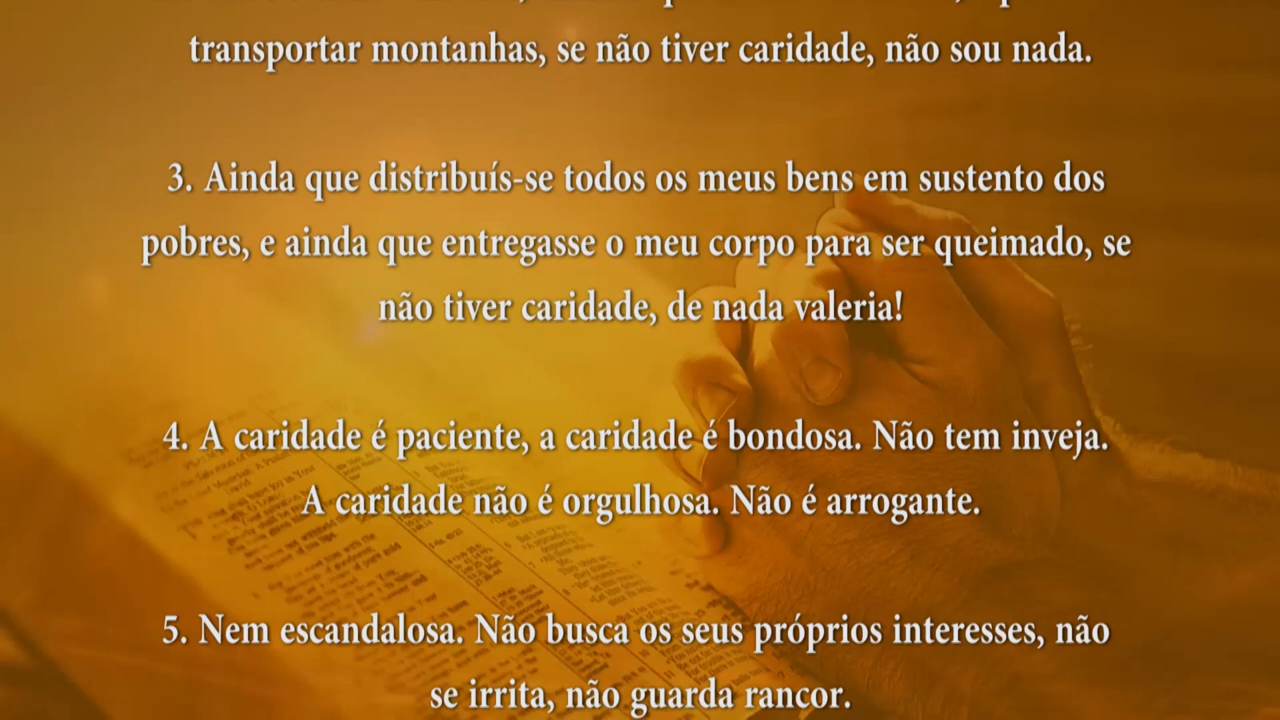 transportar montanhas, se não tiver caridade, não sou nada.
3. Ainda que distribuís-se todos os meus bens em sustento dos
pobres, e ainda que entregasse o meu corpo para ser queimado, se
não tiver caridade, de nada valeria!
4. A caridade é paciente, a caridade é bondosa. Não tem inveja.
A caridade não é orgulhosa. Não é arrogante.
5. Nem escandalosa. Não busca os seus próprios interesses, não
se irrita, não guarda rancor.